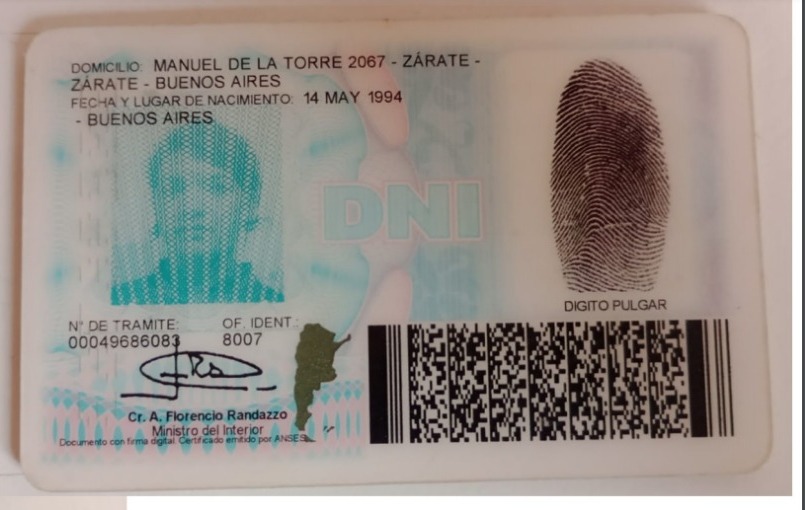 DOMICILIO: MANUEL DE LA TORRE 2067 - ZÁRATE -
ZÁRATE - BUENOS AIRES
FECHA Y LUGAR DE NACIMIENTO: 14 MAY 1994
- BUENOS AIRES
DNI
DIGITO PULGAR
N° DE TRAMITE: OF. IDENT.:
00049686083 8007
Cr. A. Florencio Randazzo
Ministro del Interior
Documento con firma digital. Certificado emitido por ANSES